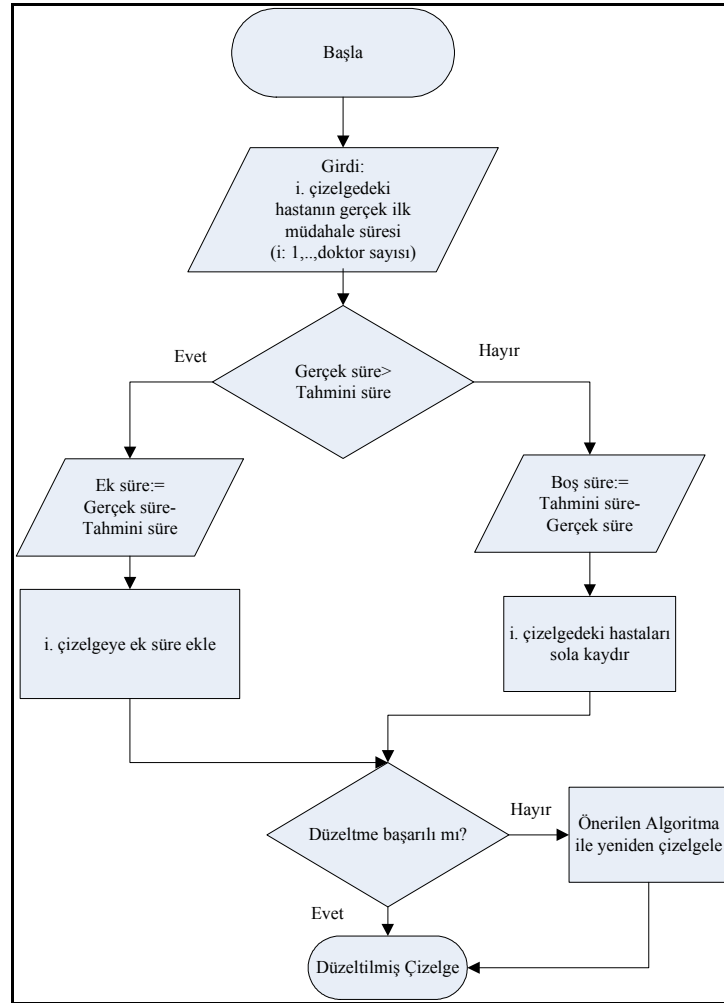 Başla
Girdi:
i. çizelgedeki
hastanın gerçek ilk
müdahale süresi
(i: 1,..,doktor sayısı)
Evet
Hayır
Gerçek süre>
Tahmini süre
Ek süre:=
Gerçek süre-
Tahmini süre
Boş süre:=
Tahmini süre-
Gerçek süre
i. çizelgeye ek süre ekle
i. çizelgedeki hastaları
sola kaydır
Düzeltme başarılı mı?
Hayır
Önerilen Algoritma
ile yeniden çizelgele
Evet
Düzeltilmiş Çizelge